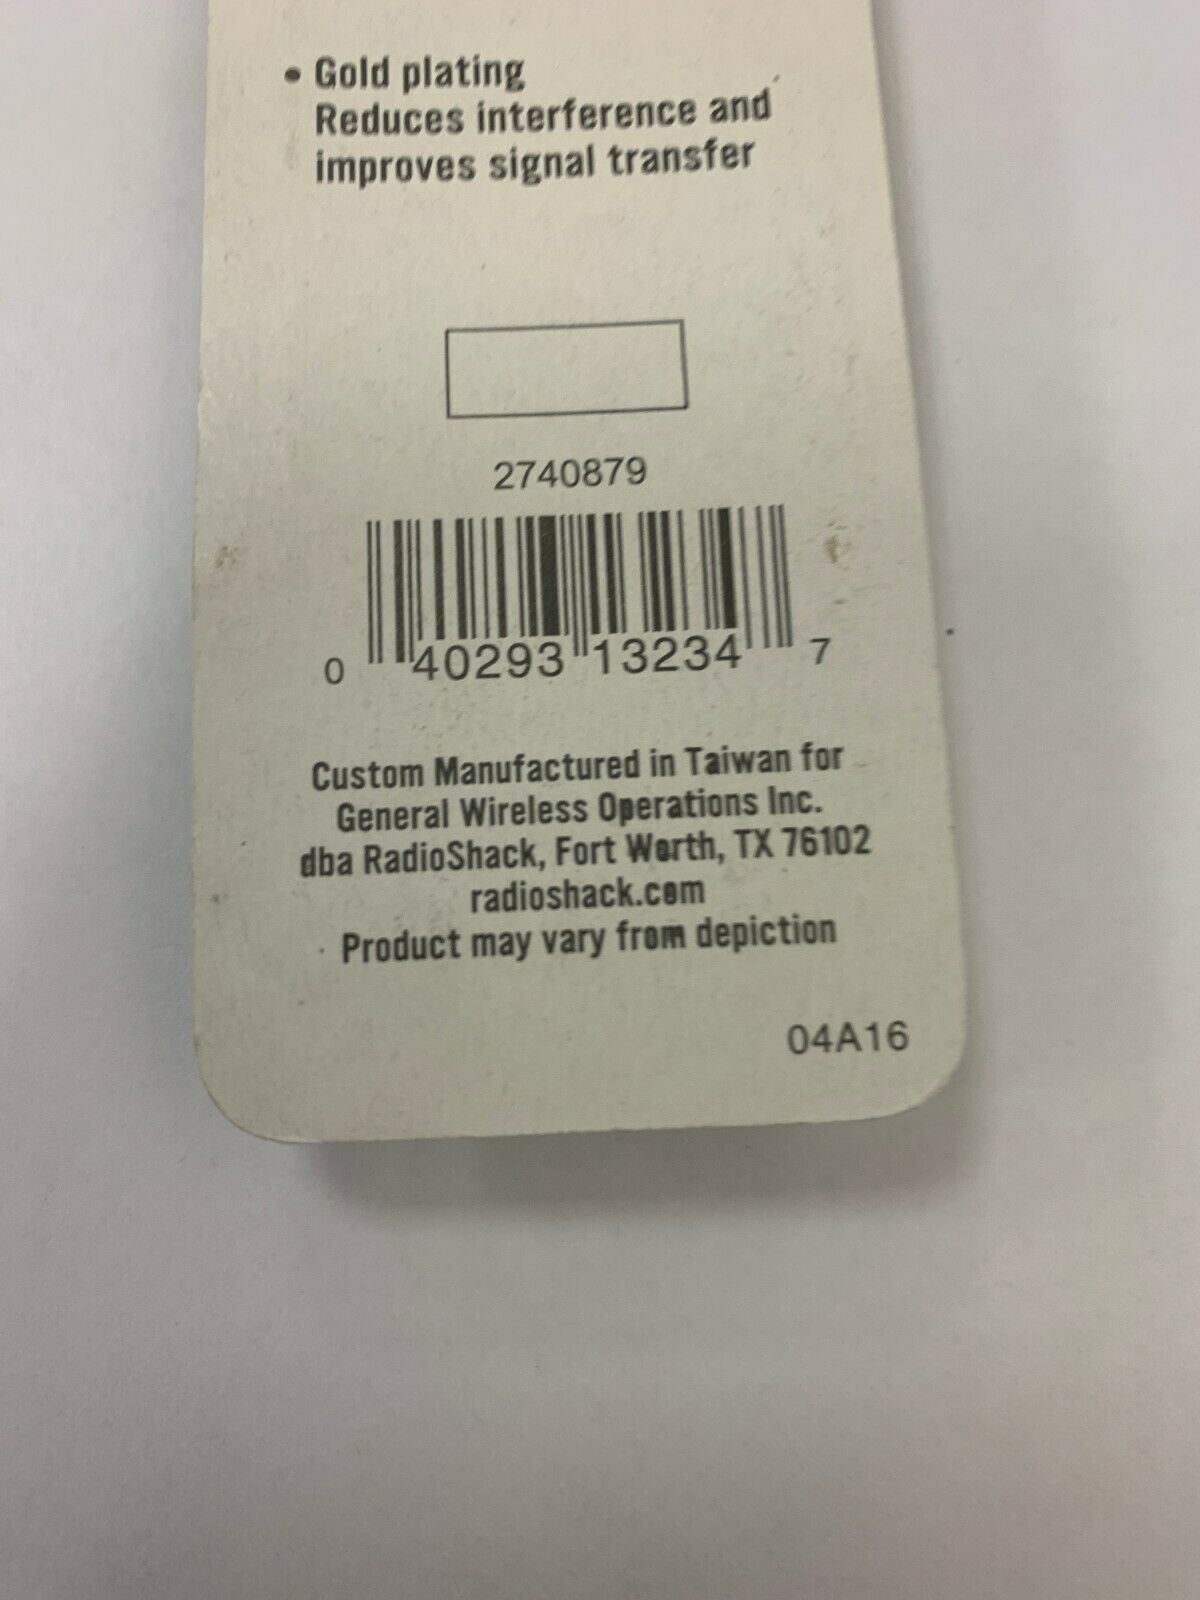 • Gold plating
Reduces interference and
improves signal transfer
2740879
0 40293 13234 7
Custom Manufactured in Taiwan for
General Wireless Operations Inc.
dba RadioShack, Fort Worth, TX 76102
radioshack.com
Product may vary from depiction
04A16